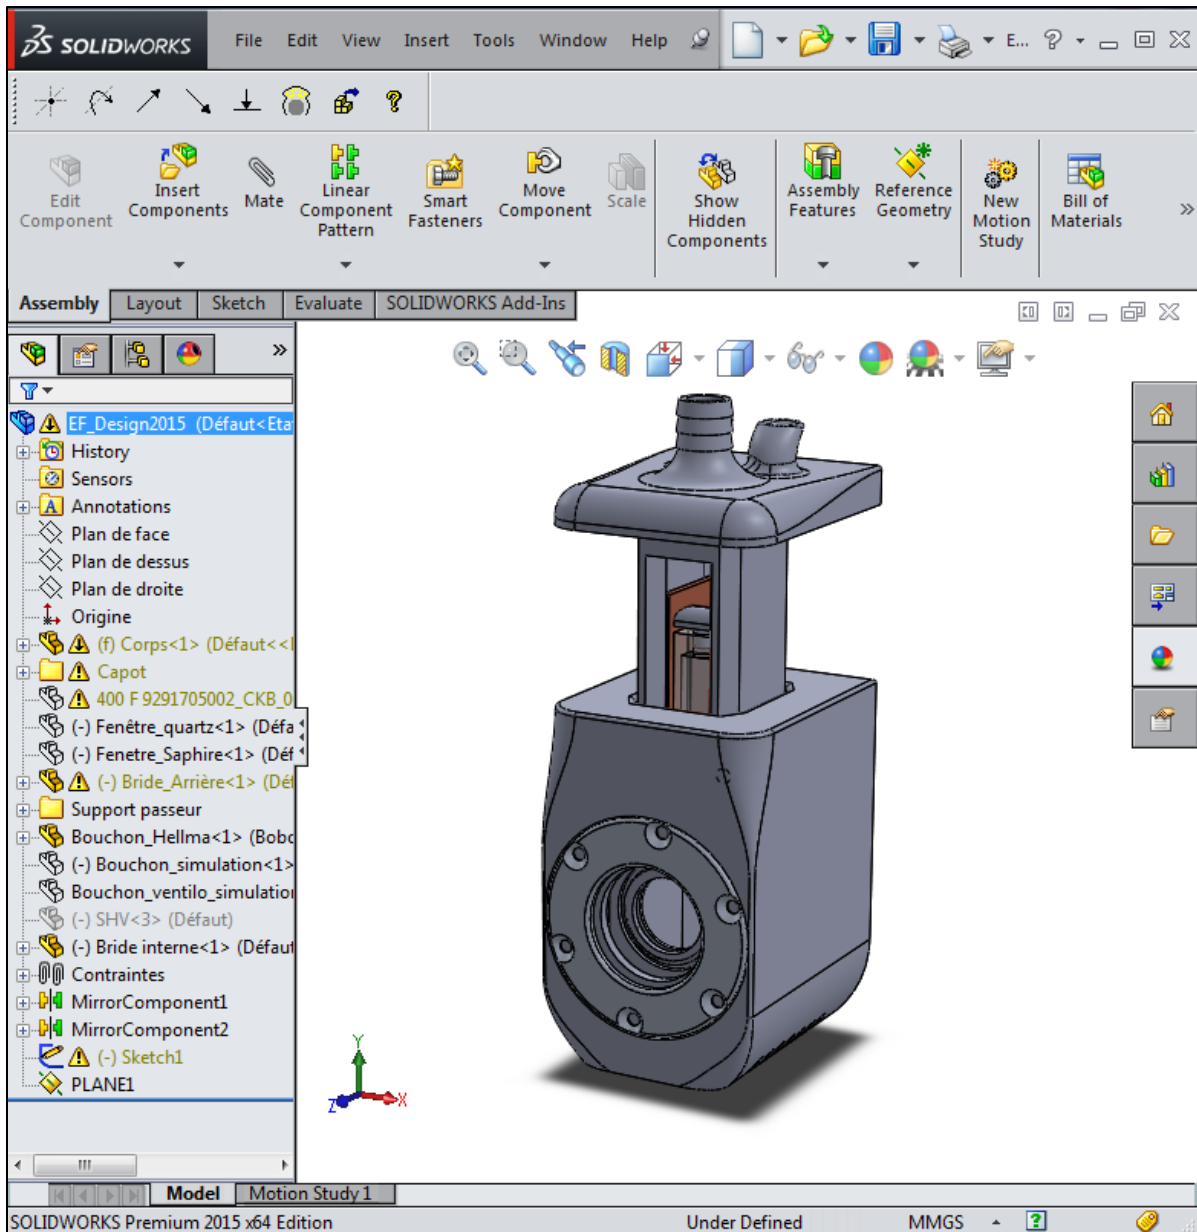 SOLIDWORKS File Edit View Insert Tools Window Help E... ?
Edit Component
Insert Components
Mate
Linear Component Pattern
Smart Fasteners
Move Component
Scale
Show Hidden Components
Assembly Features
Reference Geometry
New Motion Study
Bill of Materials
Assembly Layout Sketch Evaluate SOLIDWORKS Add-Ins
EF_Design2015 (Défaut<Eta
History
Sensors
Annotations
Plan de face
Plan de dessus
Plan de droite
Origine
(f) Corps<1> (Défaut<<
Capot
400 F 9291705002_CKB_0
(-) Fenêtre_quartz<1> (Défa
(-) Fenetre_Saphire<1> (Déf
(-) Bride_Arrière<1> (Déf
Support passeur
Bouchon_Hellma<1> (Bobo
(-) Bouchon_simulation<1>
Bouchon_ventilo_simulation
(-) SHV<3> (Défaut)
(-) Bride interne<1> (Défaut
Contraintes
MirrorComponent1
MirrorComponent2
(-) Sketch1
PLANE1
Y
Z X
Model Motion Study 1
SOLIDWORKS Premium 2015 x64 Edition Under Defined MMGS ?